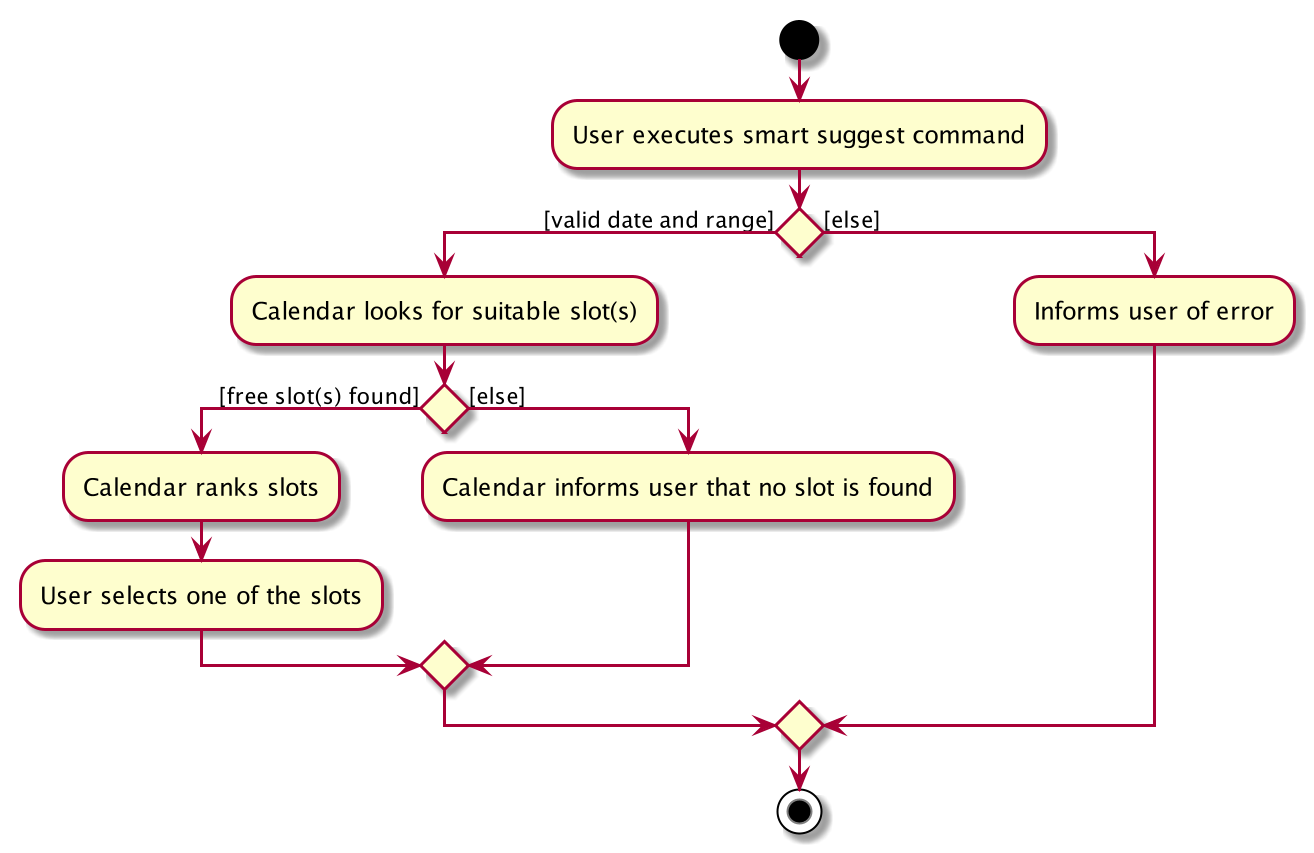 User executes smart suggest command
[valid date and range]
[else]
Calendar looks for suitable slot(s)
Informs user of error
[free slot(s) found]
[else]
Calendar ranks slots
Calendar informs user that no slot is found
User selects one of the slots